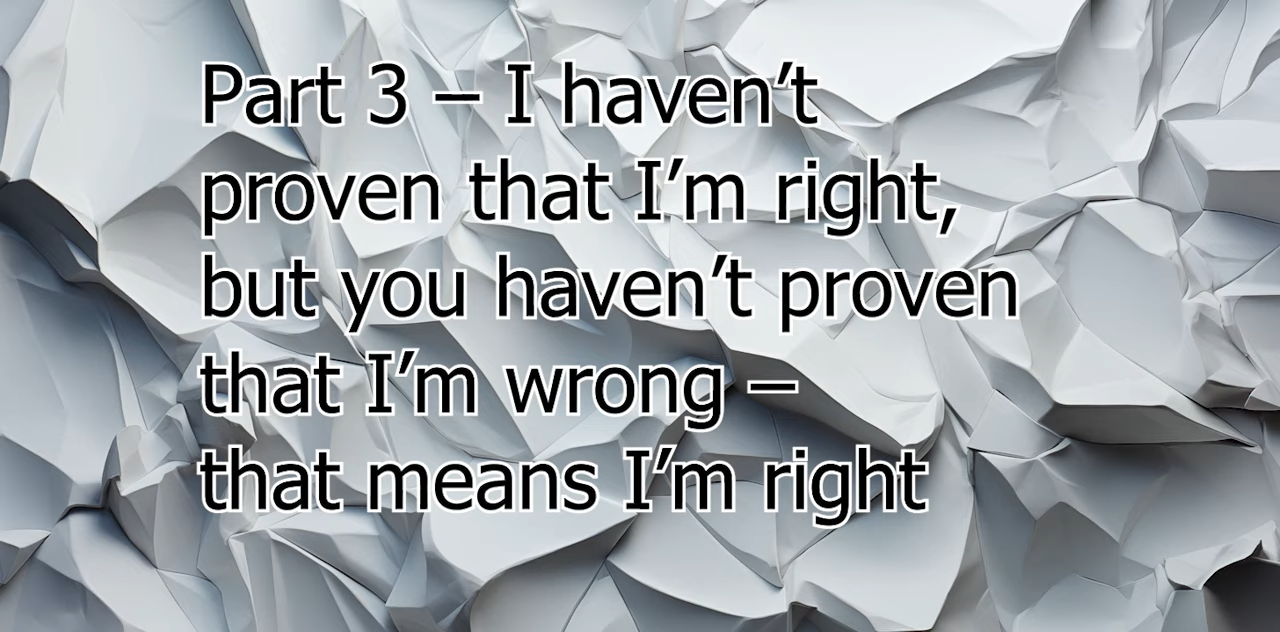 Part 3 – I haven’t
proven that I’m right,
but you haven’t proven
that I’m wrong –
that means I’m right